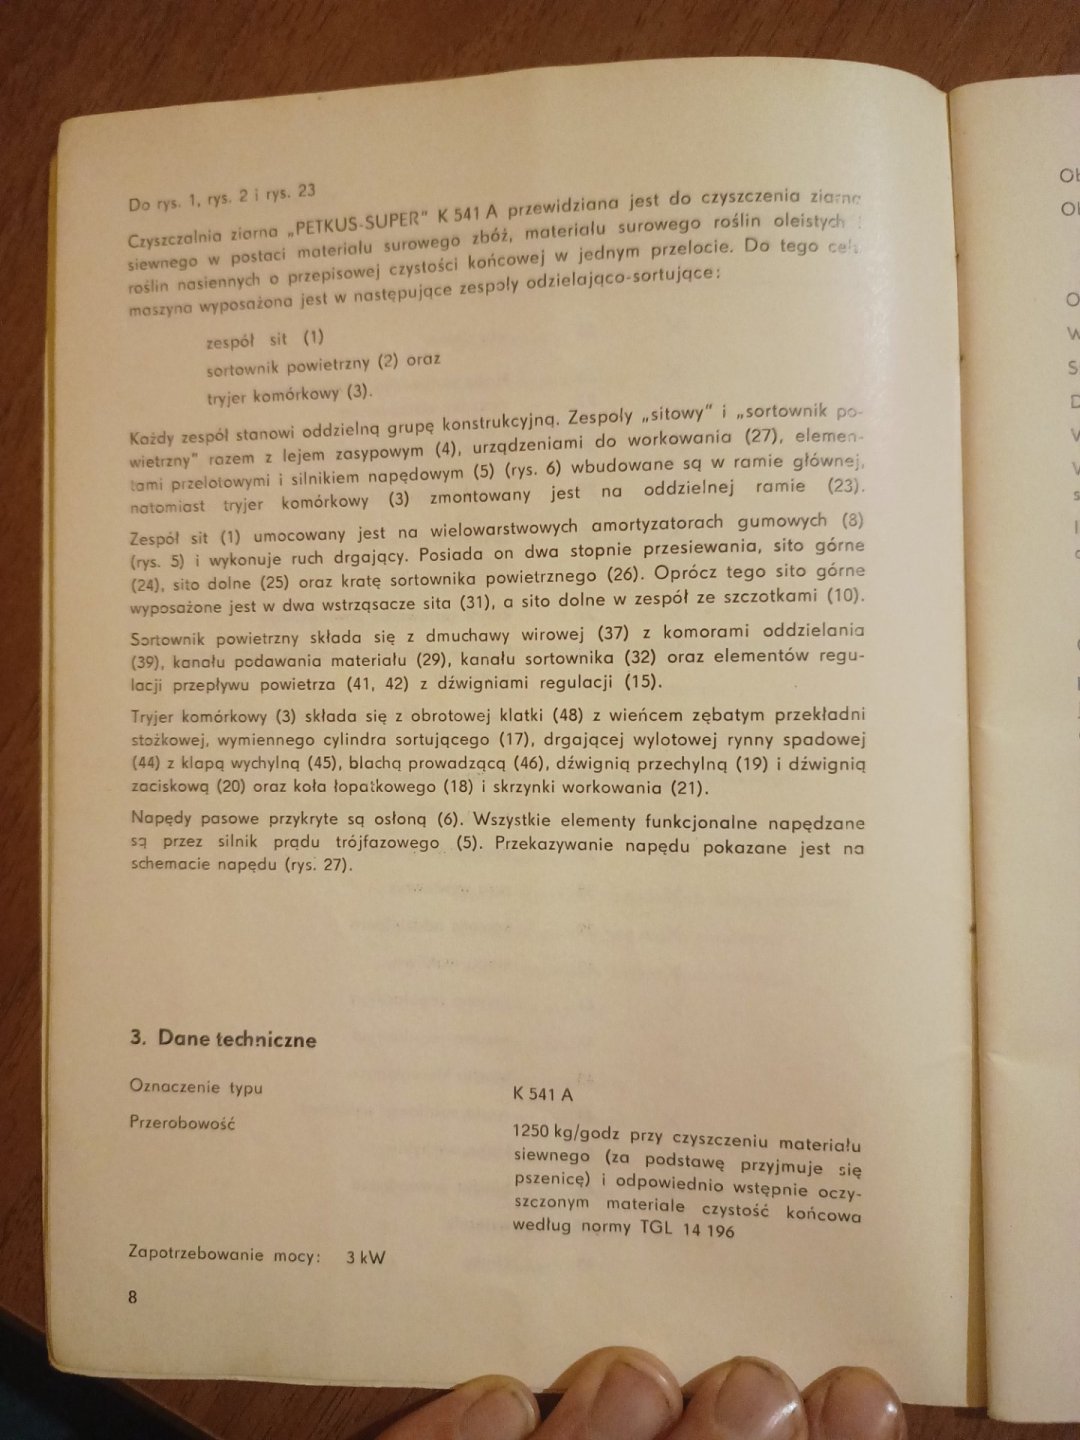 Do rys. 1, rys. 2 i rys. 23
Czyszczalnia ziarna „PETKUS-SUPER" K 541 A przewidziana jest do czyszczenia ziarna
siewnego w postaci materiału surowego zbóż, materiału surowego roślin oleistych i
roślin nasiennych o przepisowej czystości końcowej w jednym przelocie. Do tego celu
maszyna wyposażona jest w następujące zespoły odzielająco-sortujące:
zespół sit (1)
sortownik powietrzny (2) oraz
tryjer komórkowy (3).
Każdy zespół stanowi oddzielną grupę konstrukcyjną. Zespoly „sitowy" i „sortownik po-
wietrzny" razem z lejem zasypowym (4), urządzeniami do workowania (27), elemen-
tami przelotowymi i silnikiem napędowym (5) (rys. 6) wbudowane są w ramie głównej,
natomiast tryjer komórkowy (3) zmontowany jest na oddzielnej ramie (23).
Zespół sit (1) umocowany jest na wielowarstwowych amortyzatorach gumowych (8)
(rys. 5) i wykonuje ruch drgający. Posiada on dwa stopnie przesiewania, sito górne
(24), sito dolne (25) oraz kratę sortownika powietrznego (26). Oprócz tego sito górne
wyposażone jest w dwa wstrząsacze sita (31), a sito dolne w zespół ze szczotkami (10).
Sortownik powietrzny składa się z dmuchawy wirowej (37) z komorami oddzielania
(39), kanału podawania materiału (29), kanału sortownika (32) oraz elementów regu-
lacji przepływu powietrza (41, 42) z dźwigniami regulacji (15).
Tryjer komórkowy (3) składa się z obrotowej klatki (48) z wieńcem zębatym przekładni
stożkowej, wymiennego cylindra sortującego (17), drgającej wylotowej rynny spadowej
(44) z klapą wychylną (45), blachą prowadzącą (46), dźwignią przechylną (19) i dźwignią
zaciskową (20) oraz koła łopatkowego (18) i skrzynki workowania (21).
Napędy pasowe przykryte są osłoną (6). Wszystkie elementy funkcjonalne napędzane
są przez silnik prądu trójfazowego (5). Przekazywanie napędu pokazane jest na
schemacie napędu (rys. 27).
3. Dane techniczne
Oznaczenie typu K 541 A
Przerobowość 1250 kg/godz przy czyszczeniu materiału
siewnego (za podstawę przyjmuje się
pszenicę) i odpowiednio wstępnie oczy-
szczonym materiale czystość końcowa
według normy TGL 14 196
Zapotrzebowanie mocy: 3 kW
8